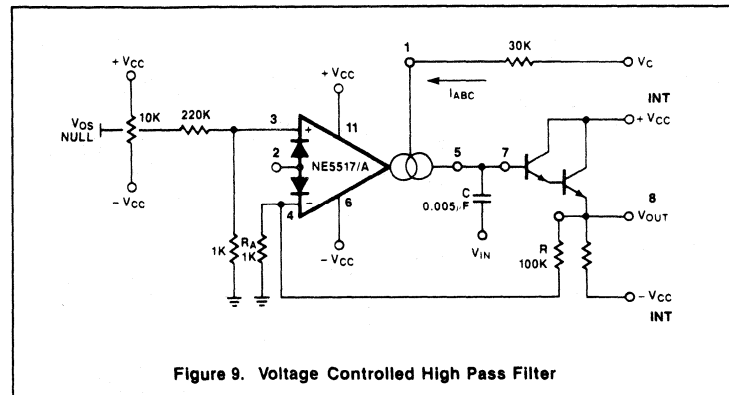 1
30K
VC
+ VCC
+ VCC
IABC
INT
10K
220K
3
+
11
+ VCC
VOS
NULL
2
NE5517/A
5
7
8
C
0.005μF
VOUT
6
− VCC
4
−
R
100K
1K
RA
1K
− VCC
VIN
− VCC
INT
Figure 9. Voltage Controlled High Pass Filter